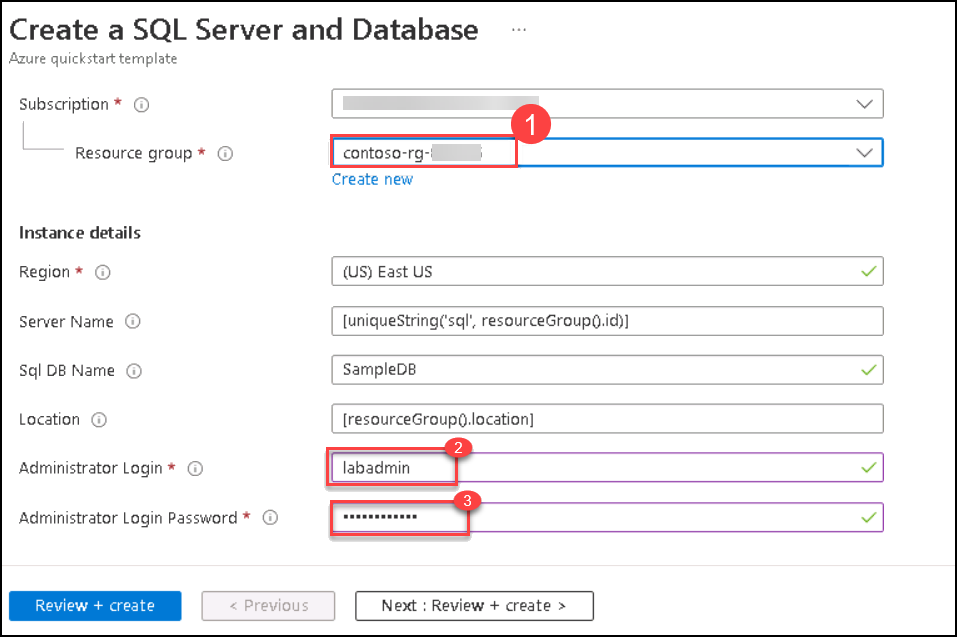 Create a SQL Server and Database ...
Azure quickstart template
Subscription *
1
Resource group * contoso-rg-
Create new
Instance details
Region * (US) East US
Server Name [uniqueString('sql', resourceGroup().id)]
Sql DB Name SampleDB
Location [resourceGroup().location]
2
Administrator Login * labadmin
3
Administrator Login Password * ••••••••••••
Review + create < Previous Next : Review + create >